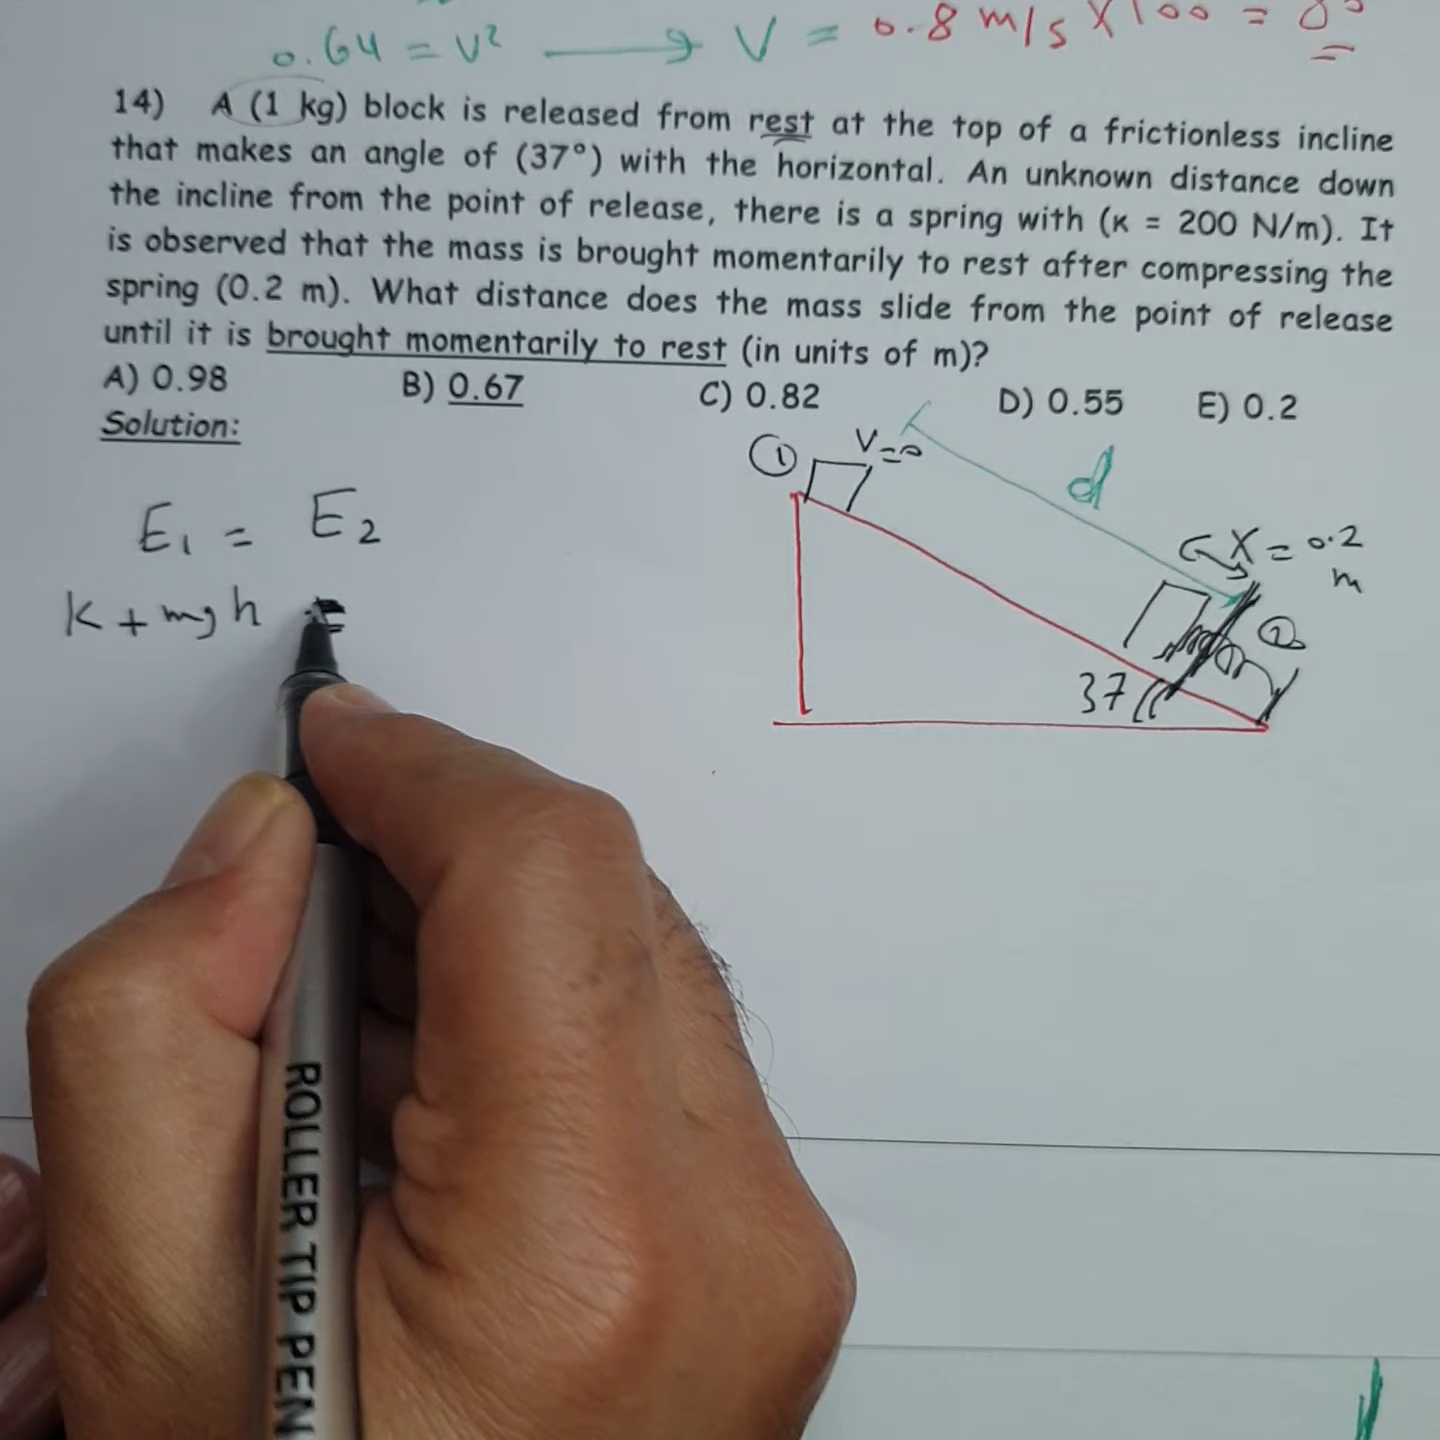 0.64 = V² → V = 0.8 m/s X 100 =
14) A (1 kg) block is released from rest at the top of a frictionless incline
that makes an angle of (37°) with the horizontal. An unknown distance down
the incline from the point of release, there is a spring with (κ = 200 N/m). It
is observed that the mass is brought momentarily to rest after compressing the
spring (0.2 m). What distance does the mass slide from the point of release
until it is brought momentarily to rest (in units of m)?
A) 0.98 B) 0.67 C) 0.82 D) 0.55 E) 0.2
Solution:
① V=0
d
X = 0.2
m
②
37
E₁ = E₂
K + mgh =
ROLLER TIP PEN